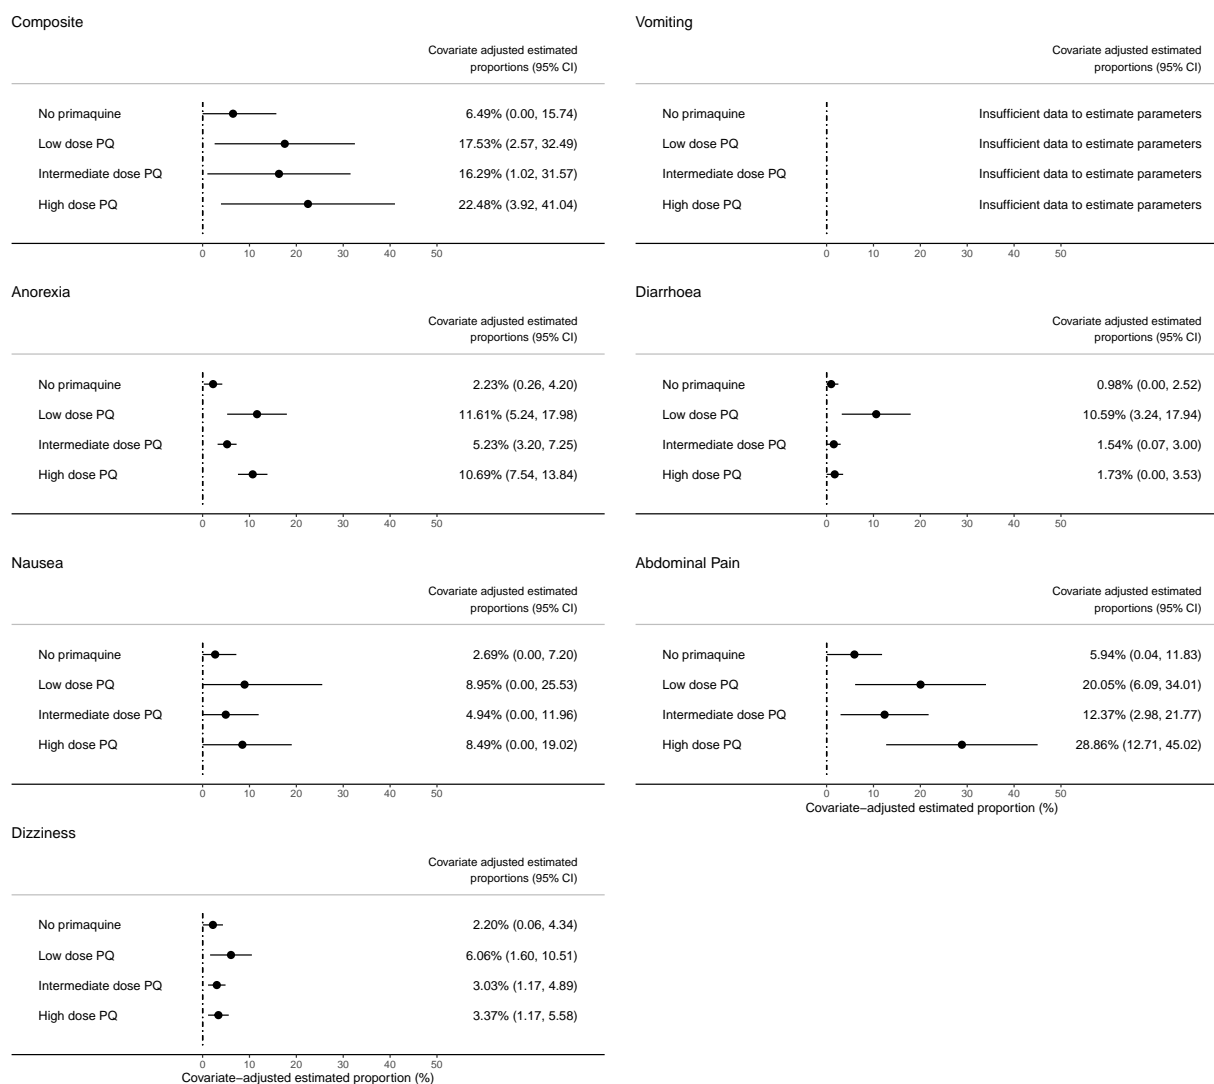 Composite
Covariate adjusted estimated
proportions (95% CI)
No primaquine 6.49% (0.00, 15.74)
Low dose PQ 17.53% (2.57, 32.49)
Intermediate dose PQ 16.29% (1.02, 31.57)
High dose PQ 22.48% (3.92, 41.04)
0 10 20 30 40 50
Vomiting
Covariate adjusted estimated
proportions (95% CI)
No primaquine Insufficient data to estimate parameters
Low dose PQ Insufficient data to estimate parameters
Intermediate dose PQ Insufficient data to estimate parameters
High dose PQ Insufficient data to estimate parameters
0 10 20 30 40 50
Anorexia
Covariate adjusted estimated
proportions (95% CI)
No primaquine 2.23% (0.26, 4.20)
Low dose PQ 11.61% (5.24, 17.98)
Intermediate dose PQ 5.23% (3.20, 7.25)
High dose PQ 10.69% (7.54, 13.84)
0 10 20 30 40 50
Diarrhoea
Covariate adjusted estimated
proportions (95% CI)
No primaquine 0.98% (0.00, 2.52)
Low dose PQ 10.59% (3.24, 17.94)
Intermediate dose PQ 1.54% (0.07, 3.00)
High dose PQ 1.73% (0.00, 3.53)
0 10 20 30 40 50
Nausea
Covariate adjusted estimated
proportions (95% CI)
No primaquine 2.69% (0.00, 7.20)
Low dose PQ 8.95% (0.00, 25.53)
Intermediate dose PQ 4.94% (0.00, 11.96)
High dose PQ 8.49% (0.00, 19.02)
0 10 20 30 40 50
Abdominal Pain
Covariate adjusted estimated
proportions (95% CI)
No primaquine 5.94% (0.04, 11.83)
Low dose PQ 20.05% (6.09, 34.01)
Intermediate dose PQ 12.37% (2.98, 21.77)
High dose PQ 28.86% (12.71, 45.02)
0 10 20 30 40 50
Covariate−adjusted estimated proportion (%)
Dizziness
Covariate adjusted estimated
proportions (95% CI)
No primaquine 2.20% (0.06, 4.34)
Low dose PQ 6.06% (1.60, 10.51)
Intermediate dose PQ 3.03% (1.17, 4.89)
High dose PQ 3.37% (1.17, 5.58)
0 10 20 30 40 50
Covariate−adjusted estimated proportion (%)